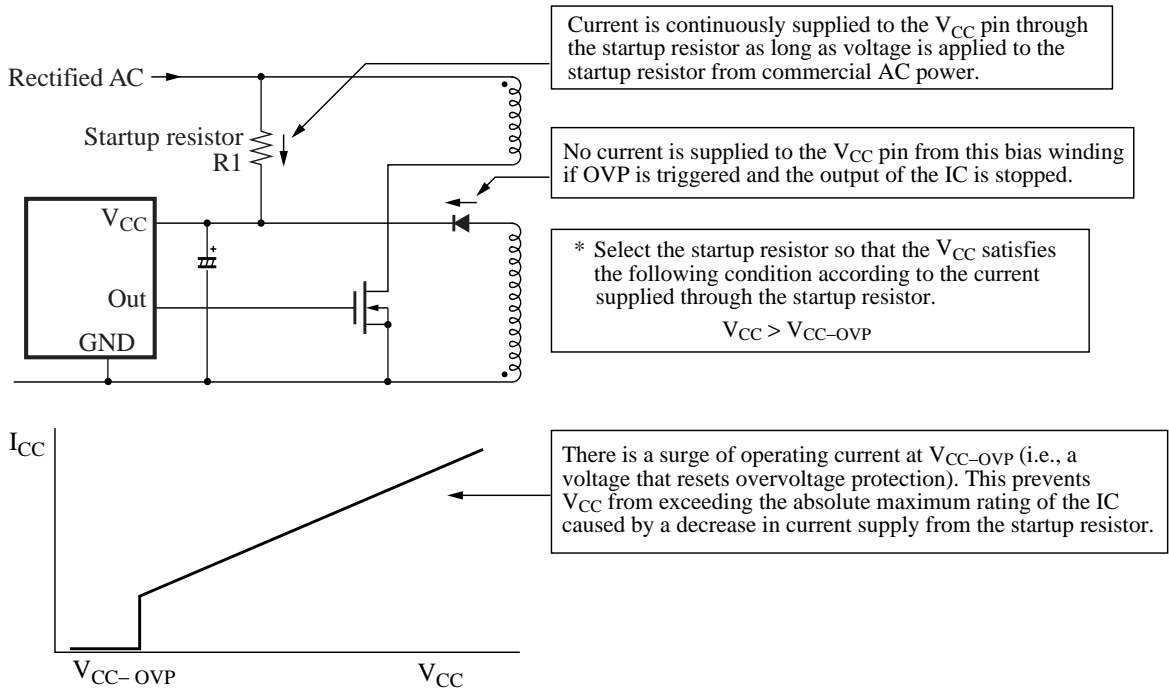 Current is continuously supplied to the VCC pin through
the startup resistor as long as voltage is applied to the
startup resistor from commercial AC power.
Rectified AC
Startup resistor
R1
No current is supplied to the VCC pin from this bias winding
if OVP is triggered and the output of the IC is stopped.
VCC
+
Out
GND
* Select the startup resistor so that the VCC satisfies
the following condition according to the current
supplied through the startup resistor.
VCC > VCC–OVP
ICC
There is a surge of operating current at VCC–OVP (i.e., a
voltage that resets overvoltage protection). This prevents
VCC from exceeding the absolute maximum rating of the IC
caused by a decrease in current supply from the startup resistor.
VCC– OVP
VCC